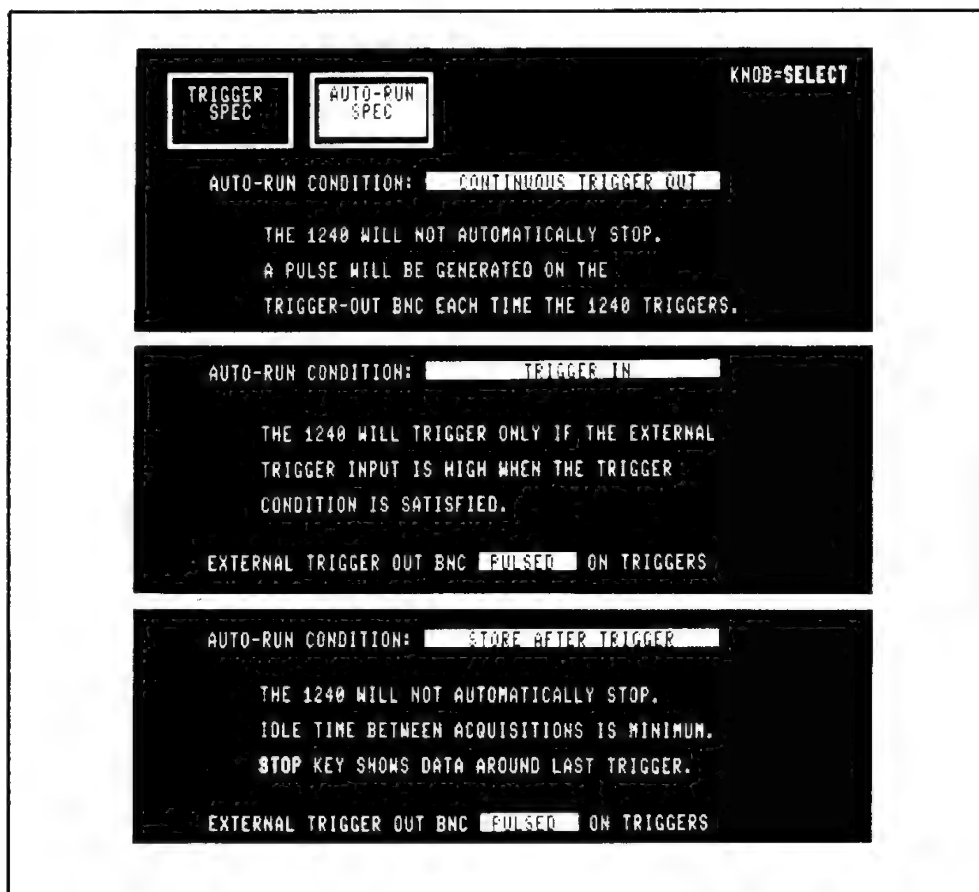 KNOB=SELECT
TRIGGER SPEC
AUTO-RUN SPEC
AUTO-RUN CONDITION: CONTINUOUS TRIGGER OUT
THE 1240 WILL NOT AUTOMATICALLY STOP.
A PULSE WILL BE GENERATED ON THE
TRIGGER-OUT BNC EACH TIME THE 1240 TRIGGERS.
AUTO-RUN CONDITION: TRIGGER IN
THE 1240 WILL TRIGGER ONLY IF THE EXTERNAL
TRIGGER INPUT IS HIGH WHEN THE TRIGGER
CONDITION IS SATISFIED.
EXTERNAL TRIGGER OUT BNC PULSED ON TRIGGERS
AUTO-RUN CONDITION: STORE AFTER TRIGGER
THE 1240 WILL NOT AUTOMATICALLY STOP.
IDLE TIME BETWEEN ACQUISITIONS IS MINIMUM.
STOP KEY SHOWS DATA AROUND LAST TRIGGER.
EXTERNAL TRIGGER OUT BNC PULSED ON TRIGGERS